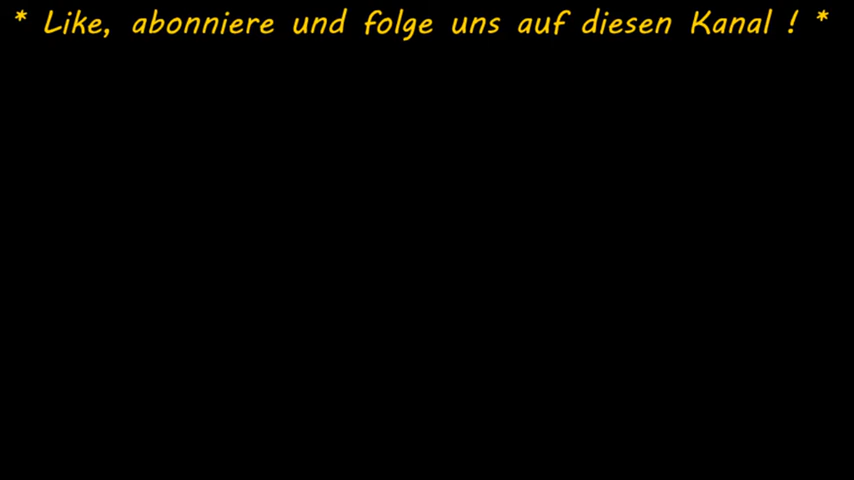 * Like, abonniere und folge uns auf diesen Kanal ! *